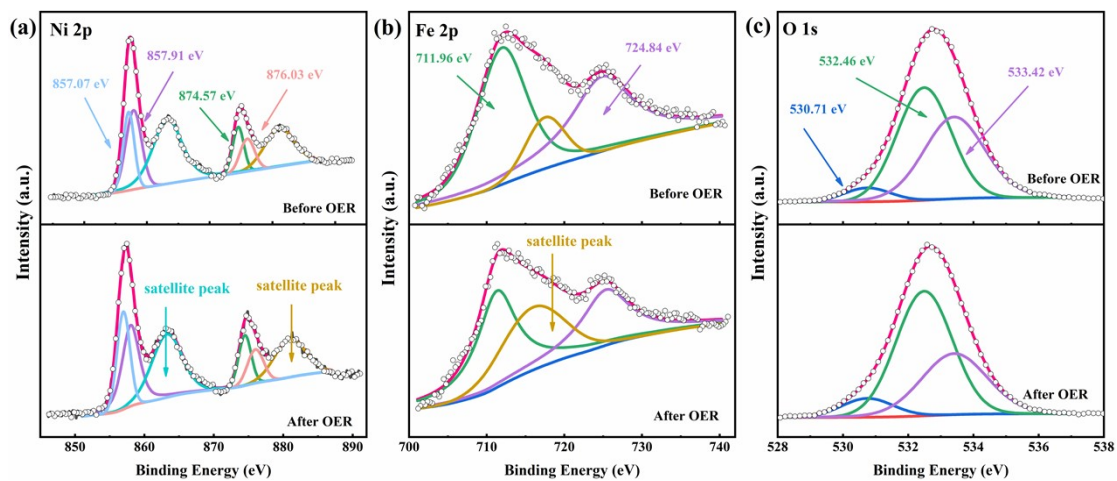 (a)
Ni 2p
857.91 eV
857.07 eV
874.57 eV
876.03 eV
Before OER
satellite peak
satellite peak
After OER
850
860
870
880
890
Binding Energy (eV)
Intensity (a.u.)
(b)
Fe 2p
711.96 eV
724.84 eV
Before OER
satellite peak
After OER
700
710
720
730
740
Binding Energy (eV)
Intensity (a.u.)
(c)
O 1s
532.46 eV
533.42 eV
530.71 eV
Before OER
After OER
528
530
532
534
536
538
Binding Energy (eV)
Intensity (a.u.)